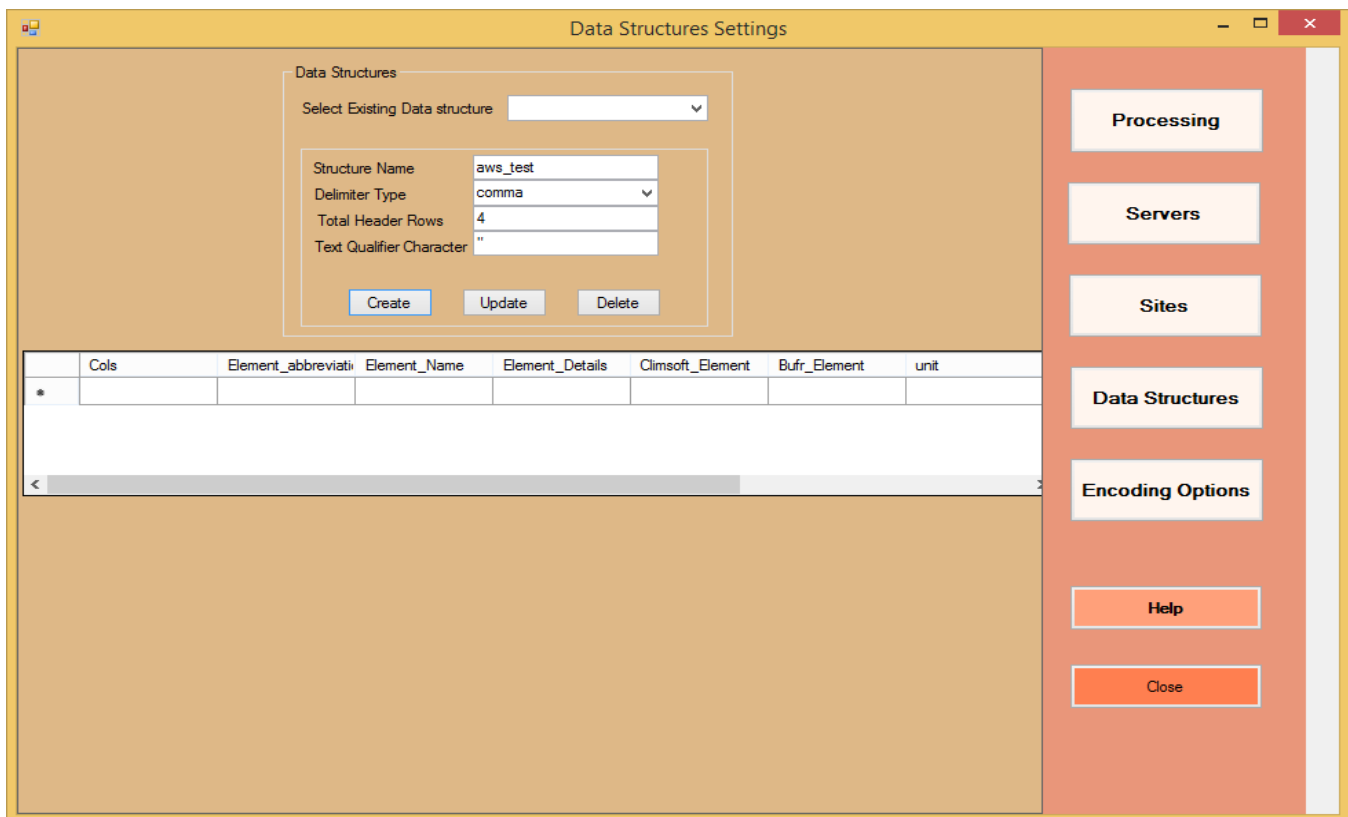 Data Structures Settings
Data Structures
Select Existing Data structure
Structure Name aws_test
Delimiter Type comma
Total Header Rows 4
Text Qualifier Character "
Create Update Delete
Cols Element_abbreviati Element_Name Element_Details Climsoft_Element Bufr_Element unit
Processing
Servers
Sites
Data Structures
Encoding Options
Help
Close